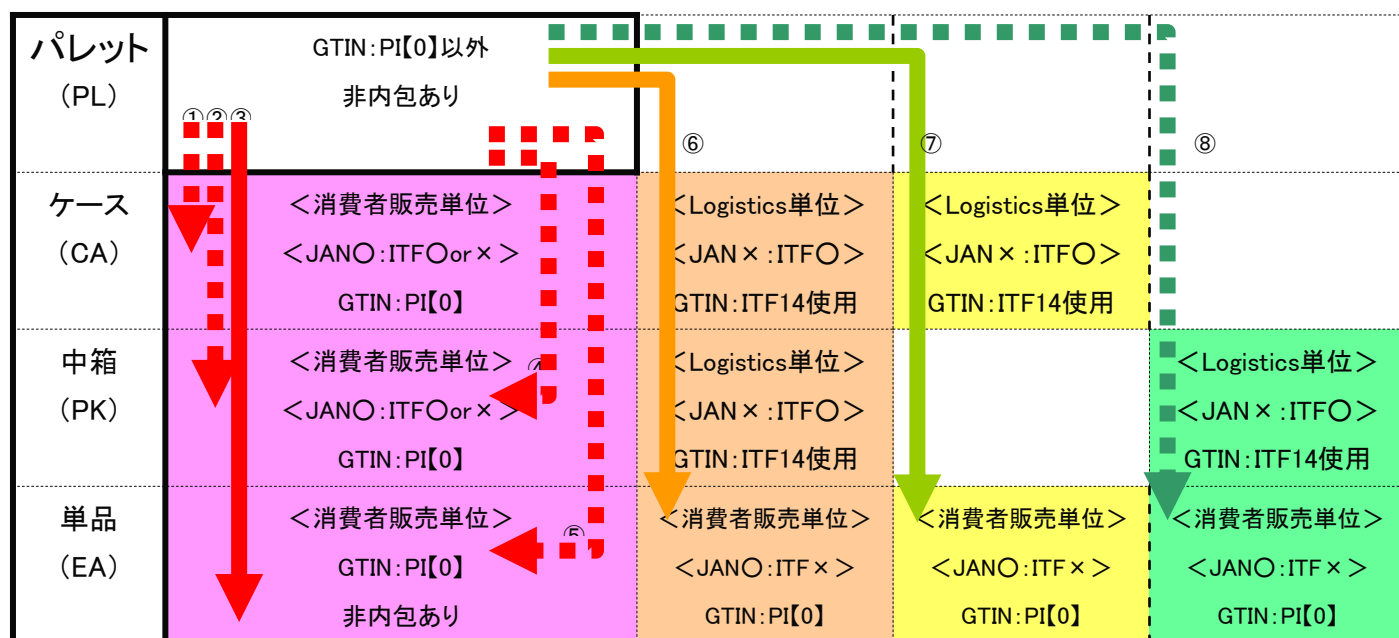 パレット
(PL)
GTIN:PI【0】以外
非内包あり
①②③
⑥
⑦
⑧
ケース
(CA)
<消費者販売単位>
<JAN○:ITF○or×>
GTIN:PI【0】
<Logistics単位>
<JAN×:ITF○>
GTIN:ITF14使用
<Logistics単位>
<JAN×:ITF○>
GTIN:ITF14使用
中箱
(PK)
<消費者販売単位>
④
<JAN○:ITF○or×>
GTIN:PI【0】
<Logistics単位>
<JAN×:ITF○>
GTIN:ITF14使用
<Logistics単位>
<JAN×:ITF○>
GTIN:ITF14使用
単品
(EA)
<消費者販売単位>
⑤
GTIN:PI【0】
非内包あり
<消費者販売単位>
<JAN○:ITF×>
GTIN:PI【0】
<消費者販売単位>
<JAN○:ITF×>
GTIN:PI【0】
<消費者販売単位>
<JAN○:ITF×>
GTIN:PI【0】